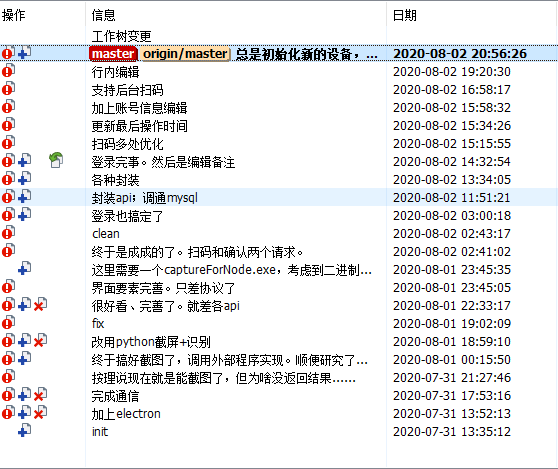 操作 信息 日期
工作树变更
master origin/master 总是初始化新的设备，... 2020-08-02 20:56:26
行内编辑 2020-08-02 19:20:30
支持后台扫码 2020-08-02 16:58:17
加上账号信息编辑 2020-08-02 15:58:32
更新最后操作时间 2020-08-02 15:34:26
扫码多处优化 2020-08-02 15:15:55
登录完事。然后是编辑备注 2020-08-02 14:32:54
各种封装 2020-08-02 13:34:05
封装api；调通mysql 2020-08-02 11:51:21
登录也搞定了 2020-08-02 03:00:18
clean 2020-08-02 02:43:17
终于是成成的了。扫码和确认两个请求。 2020-08-02 02:41:02
这里需要一个captureForNode.exe，考虑到二进制... 2020-08-01 23:45:35
界面要素完善。只差协议了 2020-08-01 23:45:05
很好看、完善了。就差各api 2020-08-01 22:33:17
fix 2020-08-01 19:02:09
改用python截屏+识别 2020-08-01 18:59:10
终于搞好截图了，调用外部程序实现。顺便研究了... 2020-08-01 00:15:50
按理说现在就是能截图了，但为啥没返回结果...... 2020-07-31 21:27:46
完成通信 2020-07-31 17:53:16
加上electron 2020-07-31 13:52:13
init 2020-07-31 13:35:12